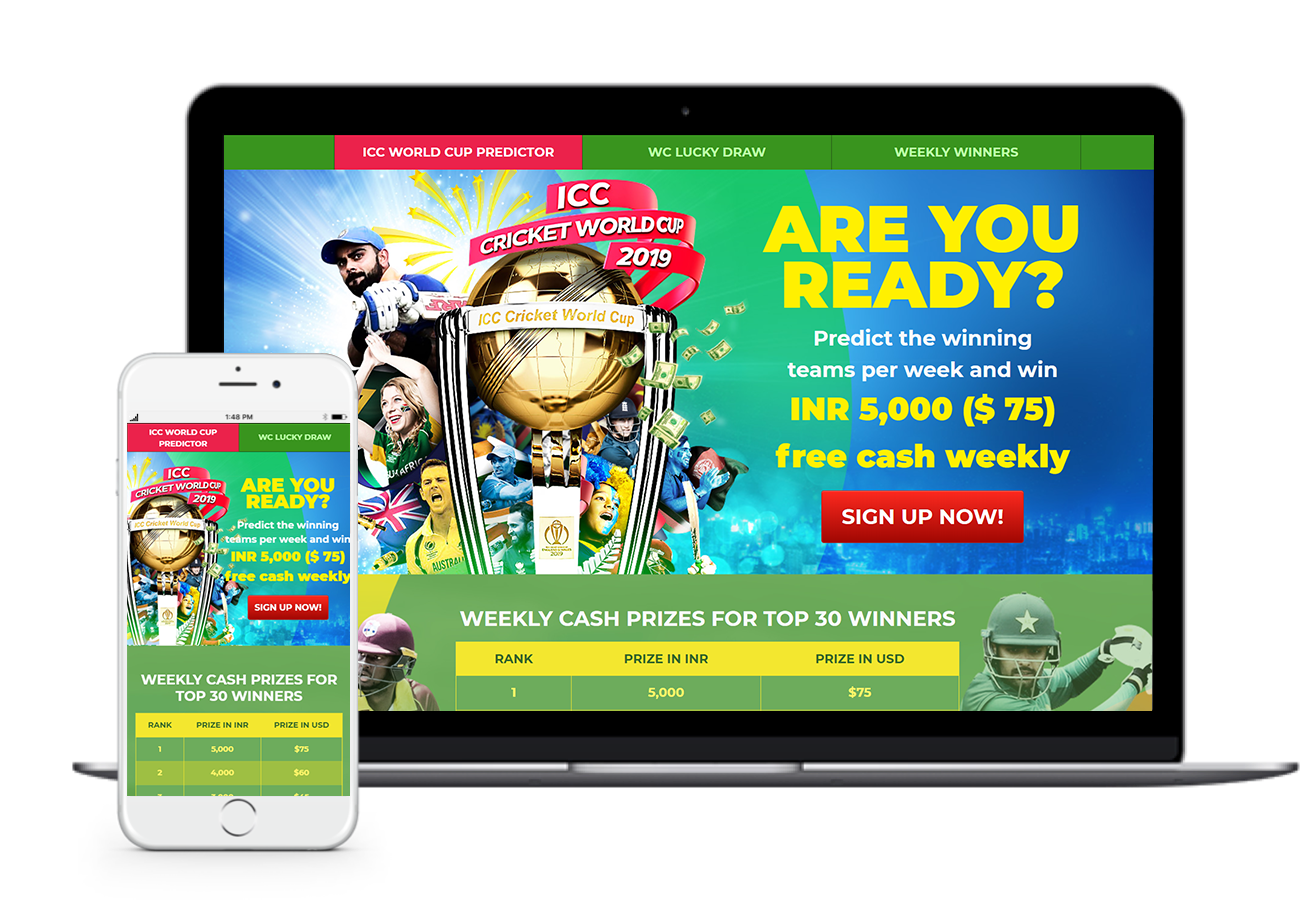 ICC WORLD CUP PREDICTOR
WC LUCKY DRAW
WEEKLY WINNERS
ICC
CRICKET WORLD CUP
2019
ICC Cricket World Cup
ARE YOU
READY?
Predict the winning
teams per week and win
INR 5,000 ($ 75)
free cash weekly
SIGN UP NOW!
WEEKLY CASH PRIZES FOR TOP 30 WINNERS
RANK PRIZE IN INR PRIZE IN USD
1 5,000 $75
1:48 PM
ICC WORLD CUP
PREDICTOR
WC LUCKY DRAW
ICC
CRICKET WORLD CUP
2019
ICC Cricket World Cup
ARE YOU
READY?
Predict the winning
teams per week and win
INR 5,000 ($ 75)
free cash weekly
SIGN UP NOW!
WEEKLY CASH PRIZES FOR
TOP 30 WINNERS
RANK PRIZE IN INR PRIZE IN USD
1 5,000 $75
2 4,000 $60